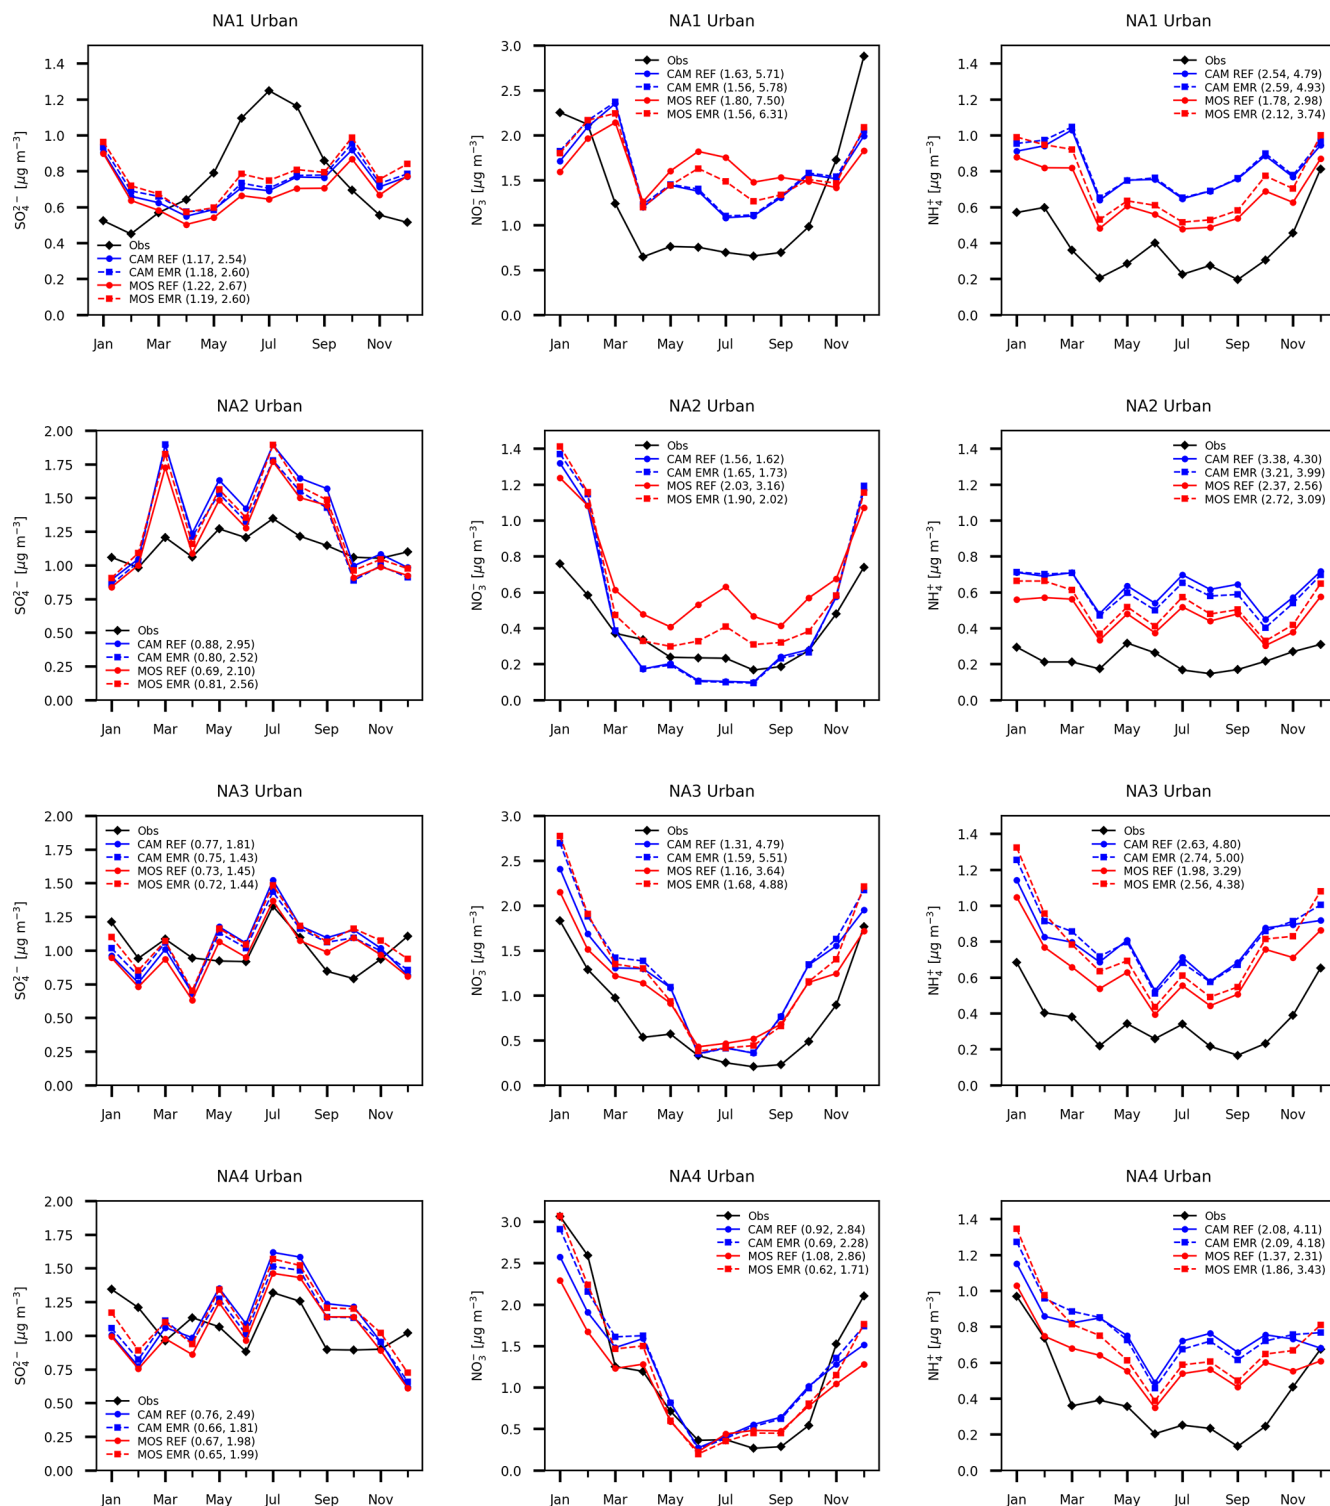 NA1 Urban
SO₄²⁻ [µg m⁻³]
1.4
1.2
1.0
0.8
0.6
0.4
0.2
0.0
Obs
CAM REF (1.17, 2.54)
CAM EMR (1.18, 2.60)
MOS REF (1.22, 2.67)
MOS EMR (1.19, 2.60)
Jan Mar May Jul Sep Nov
NA1 Urban
NO₃⁻ [µg m⁻³]
3.0
2.5
2.0
1.5
1.0
0.5
0.0
Obs
CAM REF (1.63, 5.71)
CAM EMR (1.56, 5.78)
MOS REF (1.80, 7.50)
MOS EMR (1.56, 6.31)
Jan Mar May Jul Sep Nov
NA1 Urban
NH₄⁺ [µg m⁻³]
1.4
1.2
1.0
0.8
0.6
0.4
0.2
0.0
Obs
CAM REF (2.54, 4.79)
CAM EMR (2.59, 4.93)
MOS REF (1.78, 2.98)
MOS EMR (2.12, 3.74)
Jan Mar May Jul Sep Nov
NA2 Urban
SO₄²⁻ [µg m⁻³]
2.00
1.75
1.50
1.25
1.00
0.75
0.50
0.25
0.00
Obs
CAM REF (0.88, 2.95)
CAM EMR (0.80, 2.52)
MOS REF (0.69, 2.10)
MOS EMR (0.81, 2.56)
Jan Mar May Jul Sep Nov
NA2 Urban
NO₃⁻ [µg m⁻³]
1.4
1.2
1.0
0.8
0.6
0.4
0.2
0.0
Obs
CAM REF (1.56, 1.62)
CAM EMR (1.65, 1.73)
MOS REF (2.03, 3.16)
MOS EMR (1.90, 2.02)
Jan Mar May Jul Sep Nov
NA2 Urban
NH₄⁺ [µg m⁻³]
1.4
1.2
1.0
0.8
0.6
0.4
0.2
0.0
Obs
CAM REF (3.38, 4.30)
CAM EMR (3.21, 3.99)
MOS REF (2.37, 2.56)
MOS EMR (2.72, 3.09)
Jan Mar May Jul Sep Nov
NA3 Urban
SO₄²⁻ [µg m⁻³]
2.00
1.75
1.50
1.25
1.00
0.75
0.50
0.25
0.00
Obs
CAM REF (0.77, 1.81)
CAM EMR (0.75, 1.43)
MOS REF (0.73, 1.45)
MOS EMR (0.72, 1.44)
Jan Mar May Jul Sep Nov
NA3 Urban
NO₃⁻ [µg m⁻³]
3.0
2.5
2.0
1.5
1.0
0.5
0.0
Obs
CAM REF (1.31, 4.79)
CAM EMR (1.59, 5.51)
MOS REF (1.16, 3.64)
MOS EMR (1.68, 4.88)
Jan Mar May Jul Sep Nov
NA3 Urban
NH₄⁺ [µg m⁻³]
1.4
1.2
1.0
0.8
0.6
0.4
0.2
0.0
Obs
CAM REF (2.63, 4.80)
CAM EMR (2.74, 5.00)
MOS REF (1.98, 3.29)
MOS EMR (2.56, 4.38)
Jan Mar May Jul Sep Nov
NA4 Urban
SO₄²⁻ [µg m⁻³]
2.00
1.75
1.50
1.25
1.00
0.75
0.50
0.25
0.00
Obs
CAM REF (0.76, 2.49)
CAM EMR (0.66, 1.81)
MOS REF (0.67, 1.98)
MOS EMR (0.65, 1.99)
Jan Mar May Jul Sep Nov
NA4 Urban
NO₃⁻ [µg m⁻³]
3.0
2.5
2.0
1.5
1.0
0.5
0.0
Obs
CAM REF (0.92, 2.84)
CAM EMR (0.69, 2.28)
MOS REF (1.08, 2.86)
MOS EMR (0.62, 1.71)
Jan Mar May Jul Sep Nov
NA4 Urban
NH₄⁺ [µg m⁻³]
1.4
1.2
1.0
0.8
0.6
0.4
0.2
0.0
Obs
CAM REF (2.08, 4.11)
CAM EMR (2.09, 4.18)
MOS REF (1.37, 2.31)
MOS EMR (1.86, 3.43)
Jan Mar May Jul Sep Nov